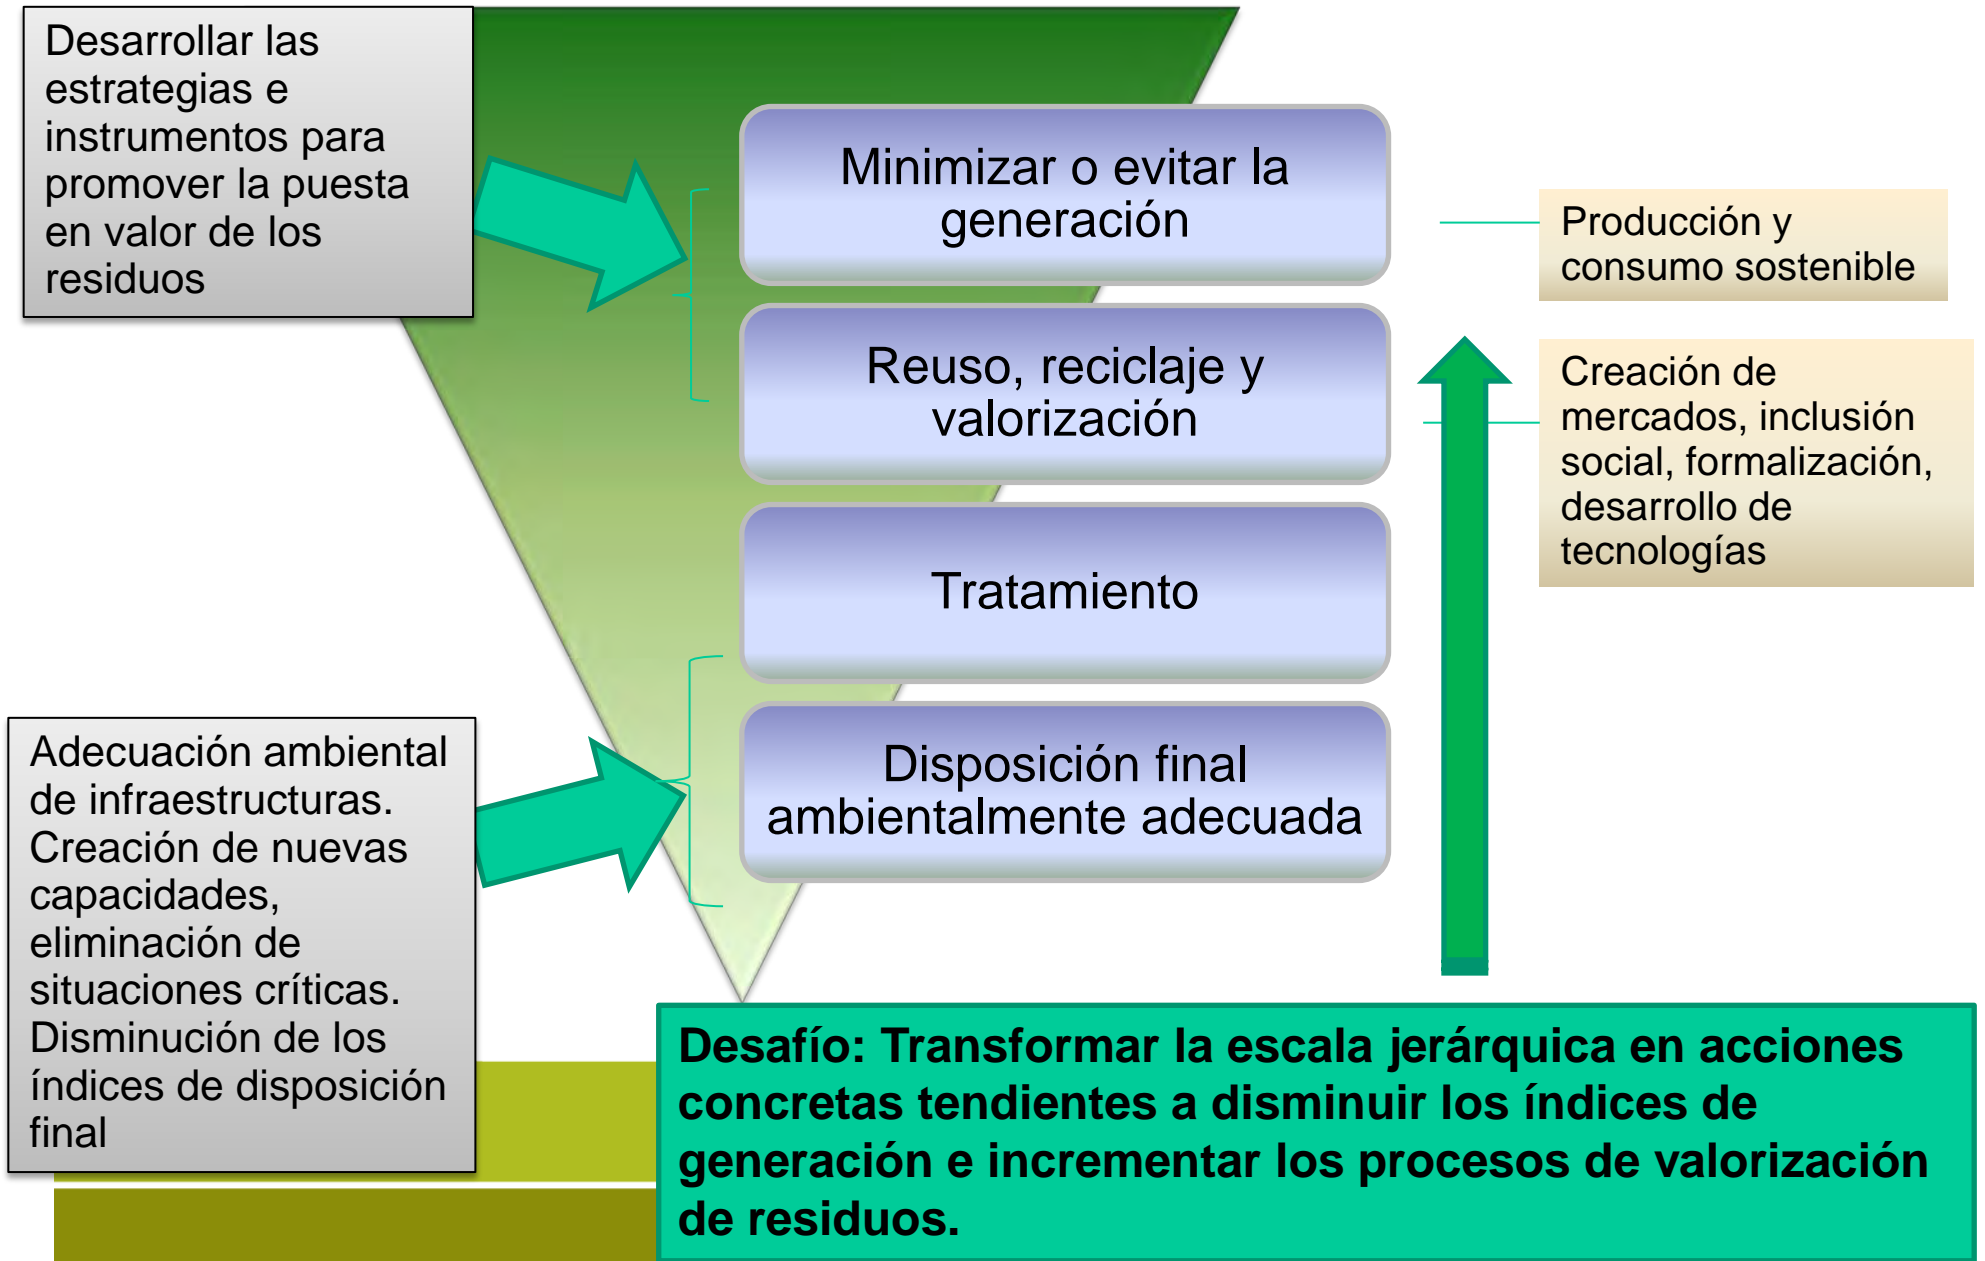 Desarrollar las
estrategias e
instrumentos para
promover la puesta
en valor de los
residuos
Minimizar o evitar la
generación
Producción y
consumo sostenible
Reuso, reciclaje y
valorización
Creación de
mercados, inclusión
social, formalización,
desarrollo de
tecnologías
Tratamiento
Adecuación ambiental
de infraestructuras.
Creación de nuevas
capacidades,
eliminación de
situaciones críticas.
Disminución de los
índices de disposición
final
Disposición final
ambientalmente adecuada
Desafío: Transformar la escala jerárquica en acciones
concretas tendientes a disminuir los índices de
generación e incrementar los procesos de valorización
de residuos.